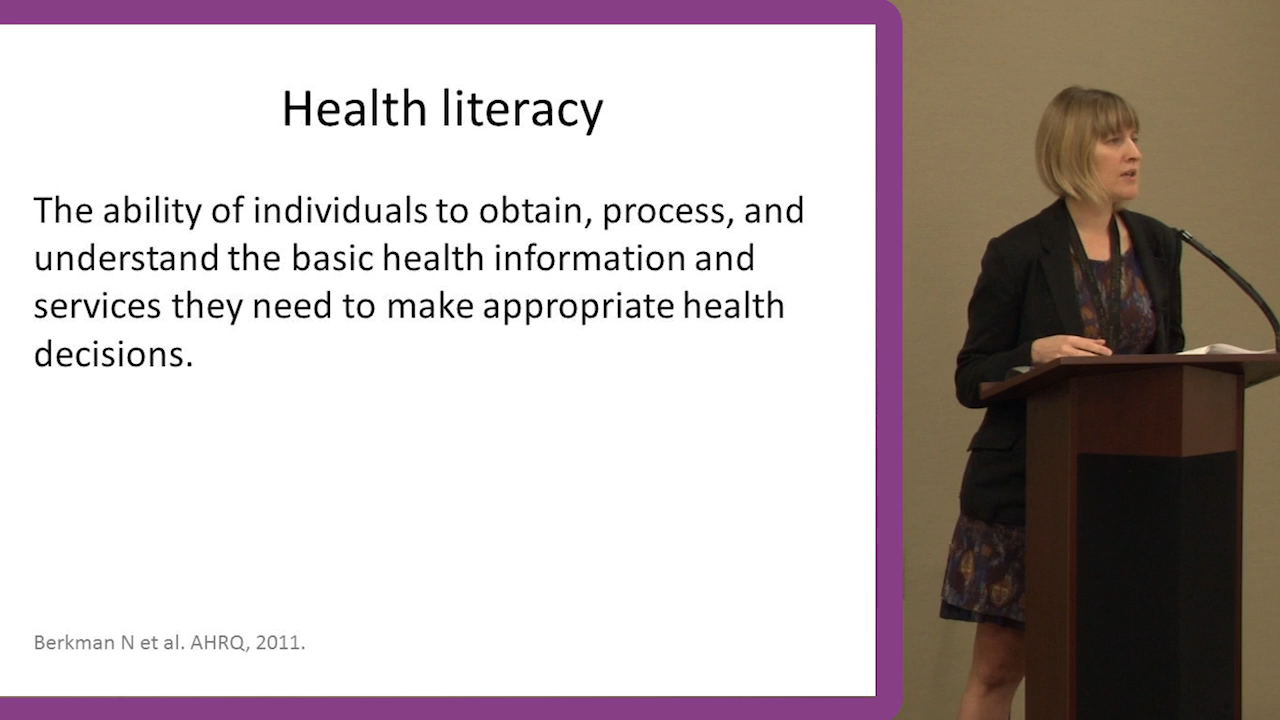 Health literacy
The ability of individuals to obtain, process, and
understand the basic health information and
services they need to make appropriate health
decisions.
Berkman N et al. AHRQ, 2011.